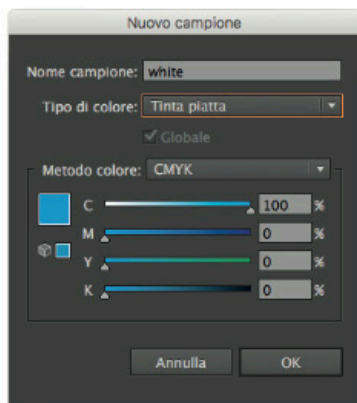 Nuovo campione
Nome campione: white
Tipo di colore: Tinta piatta
Globale
Metodo colore: CMYK
C 100 %
M 0 %
Y 0 %
K 0 %
Annulla OK